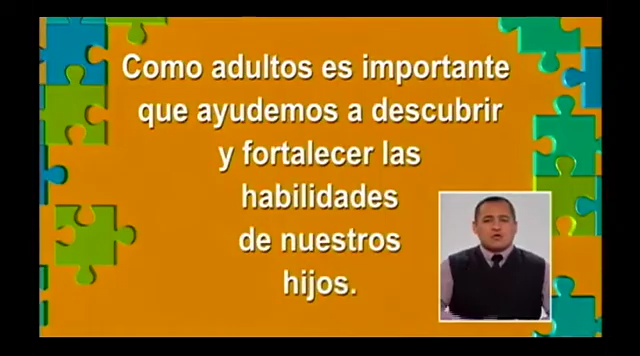 Como adultos es importante
que ayudemos a descubrir
y fortalecer las
habilidades
de nuestros
hijos.